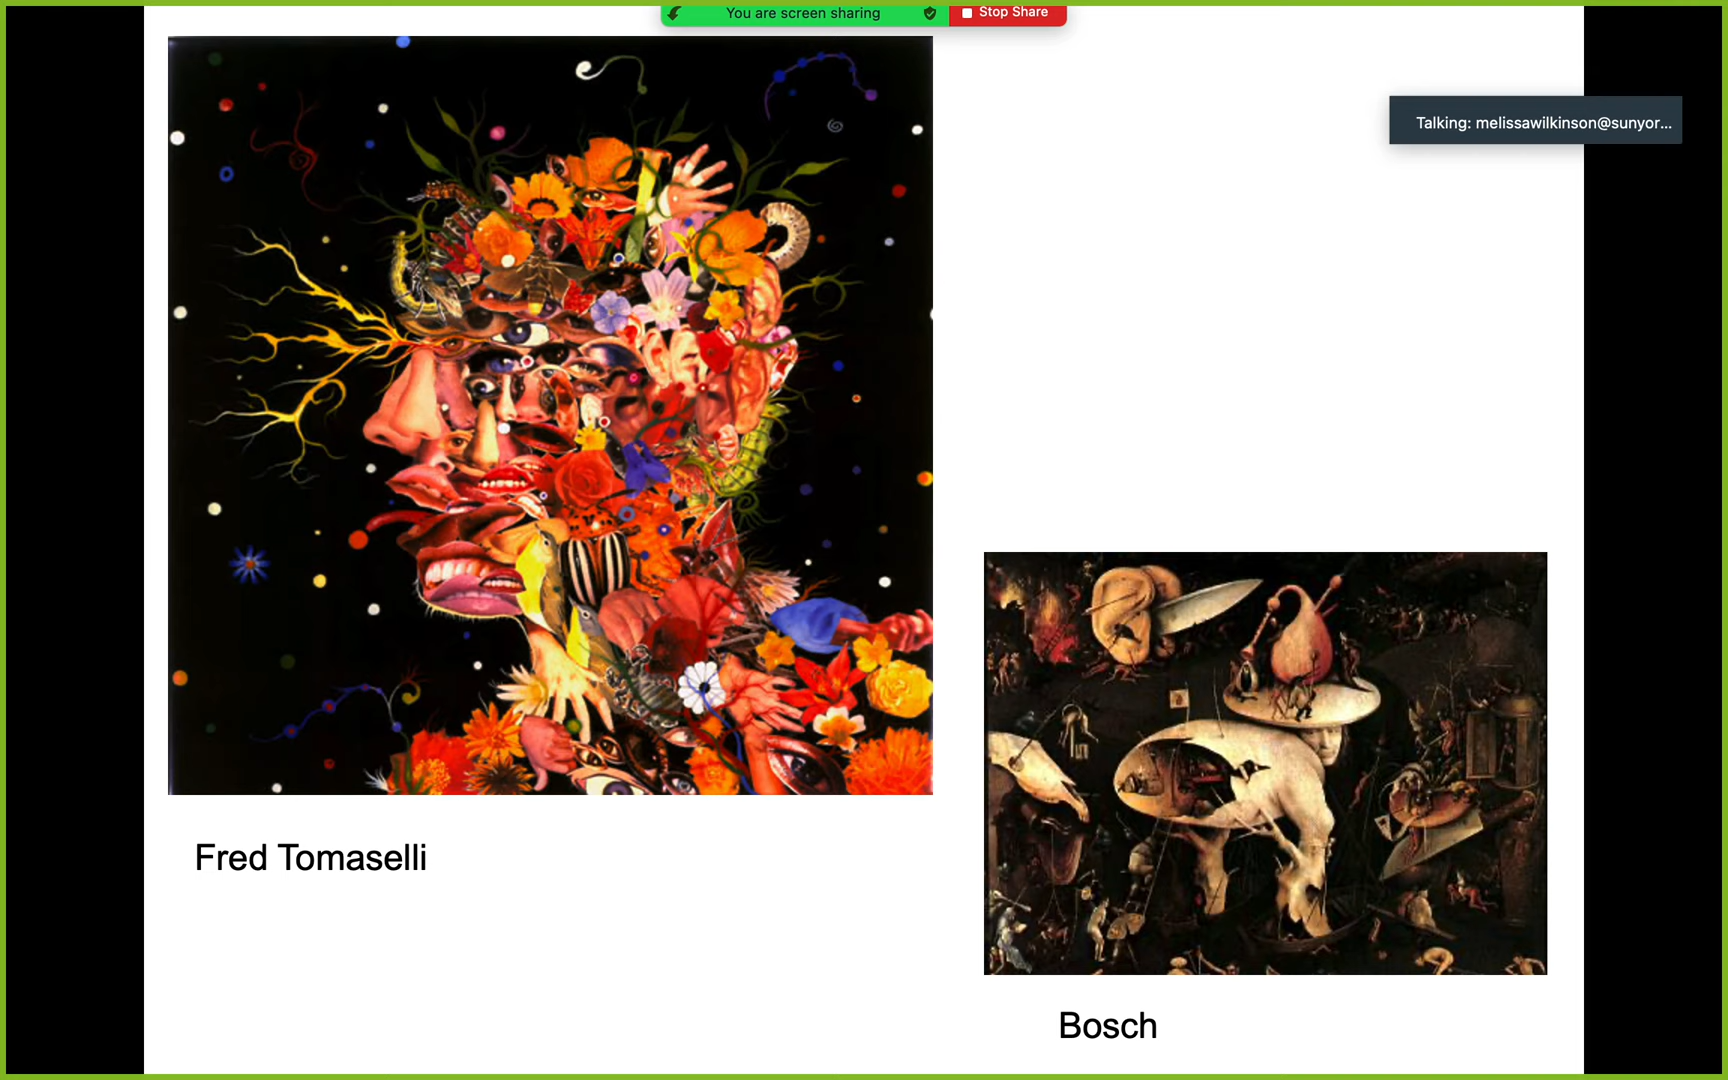 You are screen sharing
Stop Share
Talking: melissawilkinson@sunyor...
Fred Tomaselli
Bosch